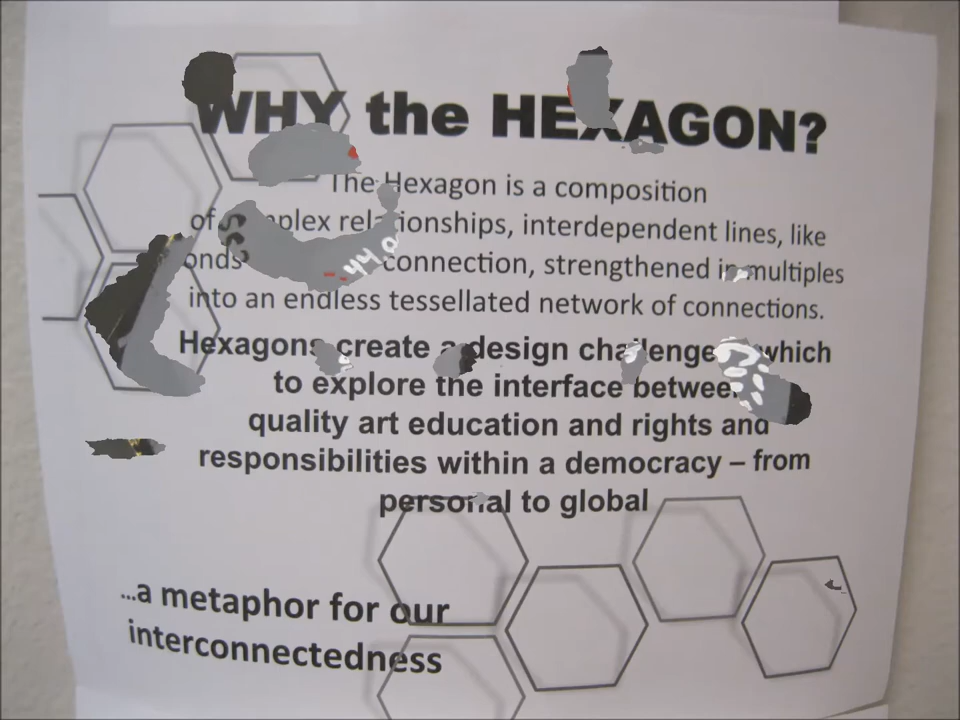 WHY the HEXAGON?
The Hexagon is a composition
of relationships, interdependent lines, like
connection, strengthened in multiples
into an endless tessellated network of connections.
Hexagons create a design challenge which
to explore the interface between
quality art education and rights and
responsibilities within a democracy – from
personal to global
...a metaphor for our
interconnectedness